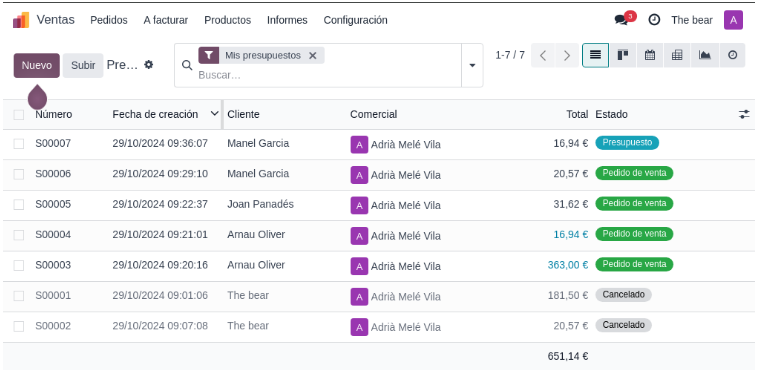 Ventas Pedidos A facturar Productos Informes Configuración 3 The bear A
Nuevo Subir Pre... Mis presupuestos × 1-7 / 7
Buscar...
Número Fecha de creación Cliente Comercial Total Estado
S00007 29/10/2024 09:36:07 Manel Garcia A Adrià Melé Vila 16,94 € Presupuesto
S00006 29/10/2024 09:29:10 Manel Garcia A Adrià Melé Vila 20,57 € Pedido de venta
S00005 29/10/2024 09:22:37 Joan Panadés A Adrià Melé Vila 31,62 € Pedido de venta
S00004 29/10/2024 09:21:01 Arnau Oliver A Adrià Melé Vila 16,94 € Pedido de venta
S00003 29/10/2024 09:20:16 Arnau Oliver A Adrià Melé Vila 363,00 € Pedido de venta
S00001 29/10/2024 09:01:06 The bear A Adrià Melé Vila 181,50 € Cancelado
S00002 29/10/2024 09:07:08 The bear A Adrià Melé Vila 20,57 € Cancelado
651,14 €